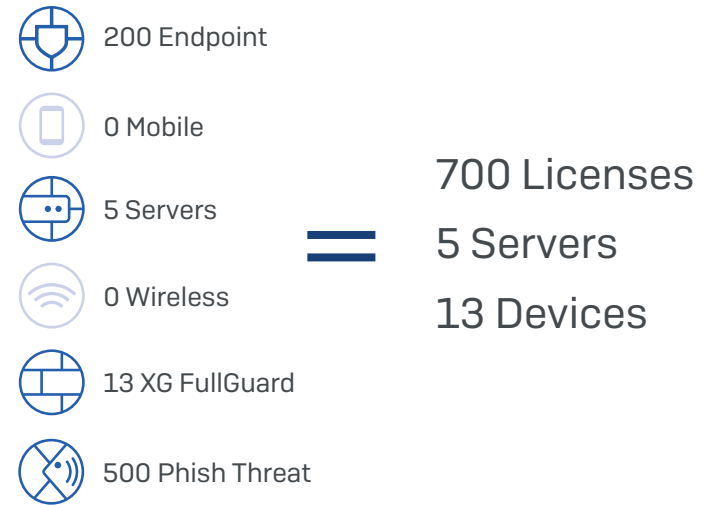 200 Endpoint
0 Mobile
5 Servers
0 Wireless
13 XG FullGuard
500 Phish Threat
=
700 Licenses
5 Servers
13 Devices